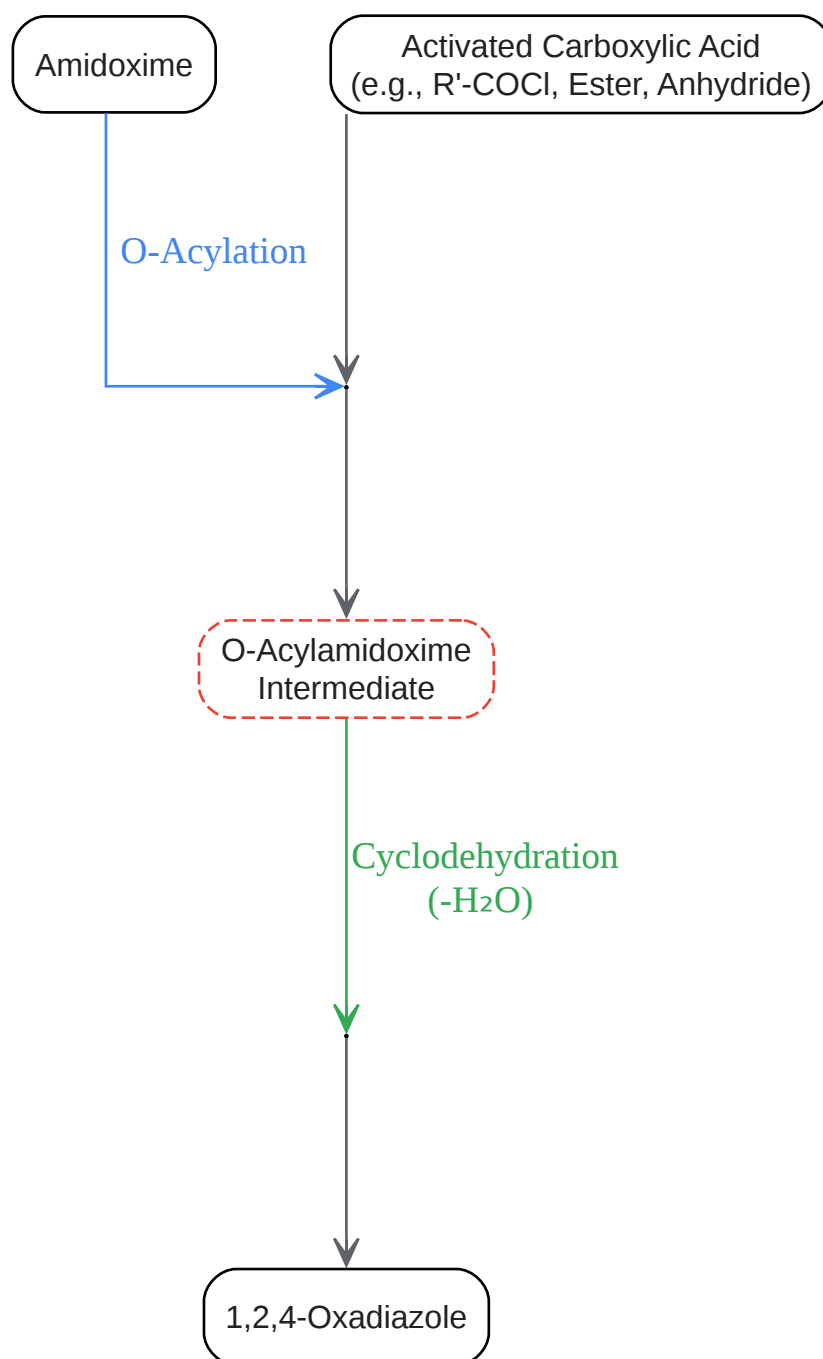 Amidoxime
Activated Carboxylic Acid
(e.g., R'-COCl, Ester, Anhydride)
O-Acylation
O-Acylamidoxime
Intermediate
Cyclodehydration
(-H₂O)
1,2,4-Oxadiazole